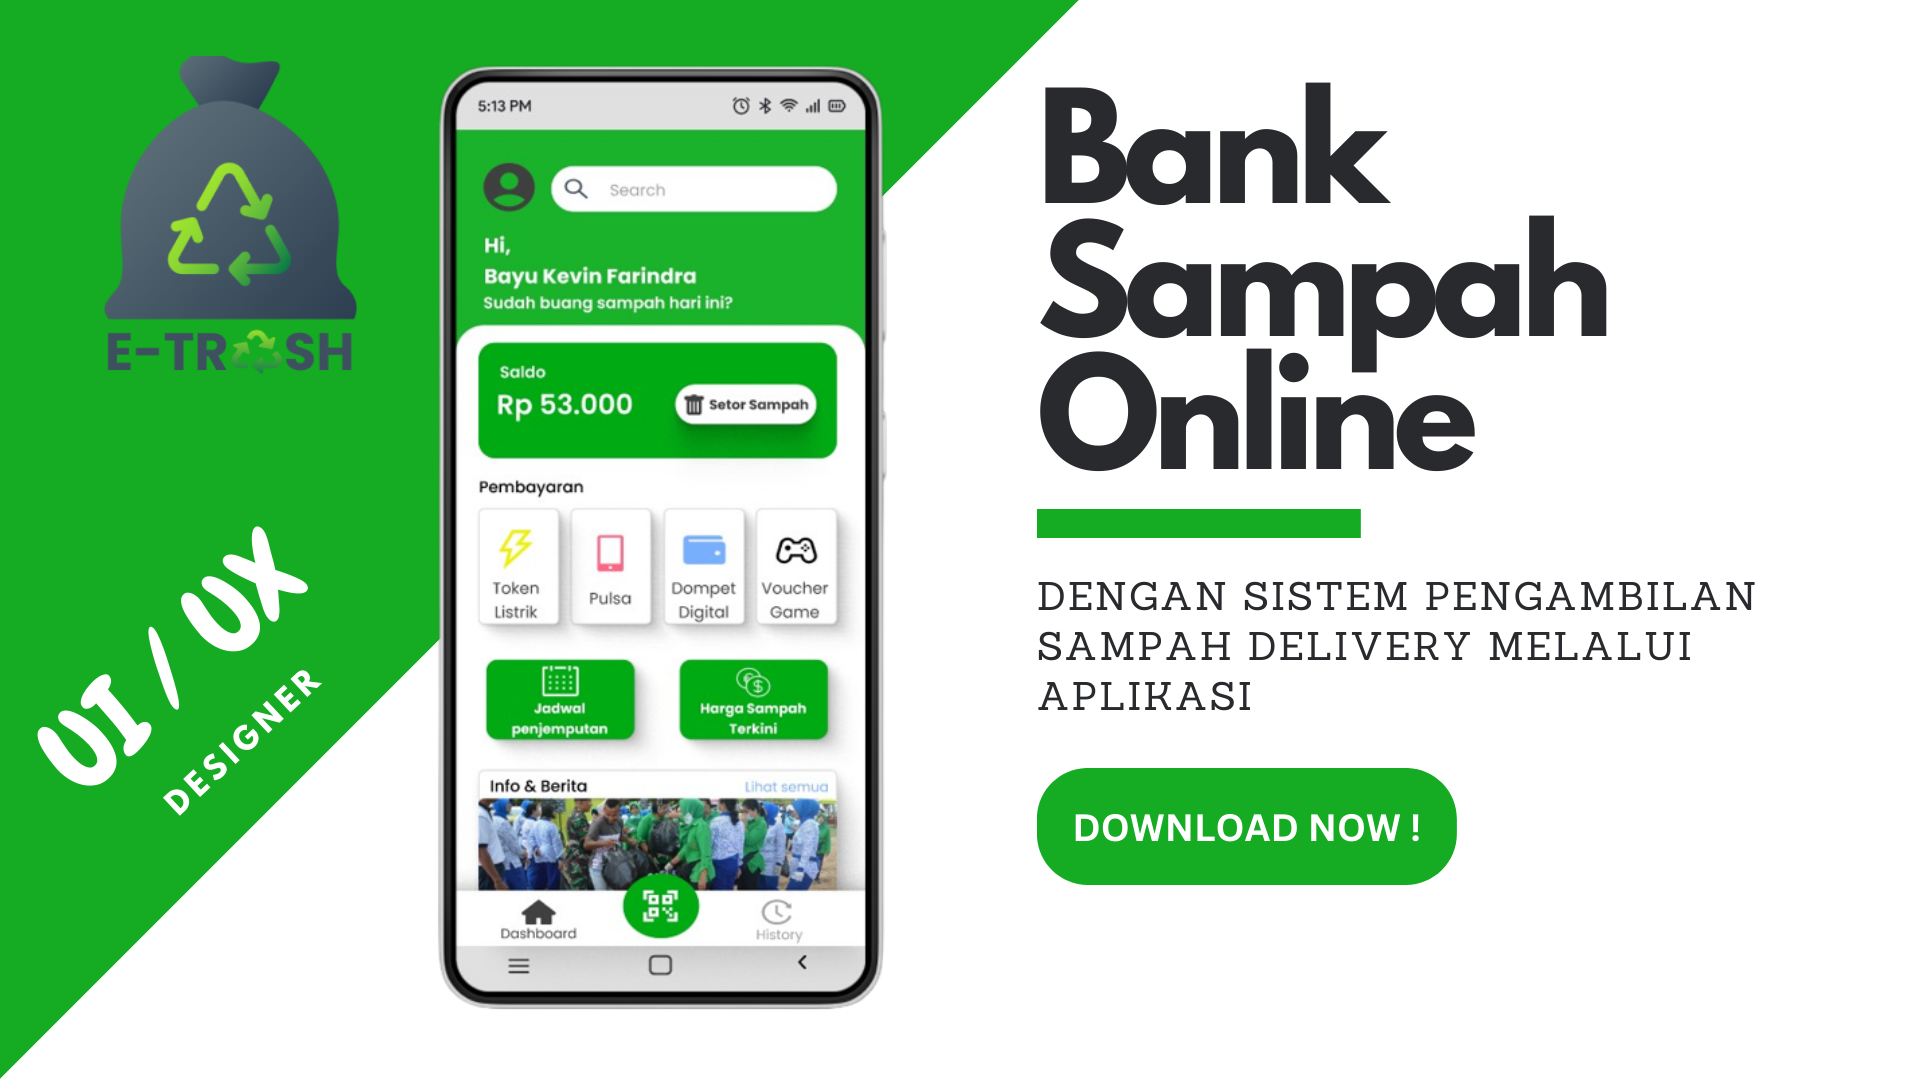 E-TRASH
UI / UX
DESIGNER
5:13 PM
Search
Hi,
Bayu Kevin Farindra
Sudah buang sampah hari ini?
Saldo
Rp 53.000
Setor Sampah
Pembayaran
Token
Listrik
Pulsa
Dompet
Digital
Voucher
Game
Jadwal
penjemputan
Harga Sampah
Terkini
Info & Berita
Lihat semua
Dashboard
History
Bank
Sampah
Online
DENGAN SISTEM PENGAMBILAN
SAMPAH DELIVERY MELALUI
APLIKASI
DOWNLOAD NOW !